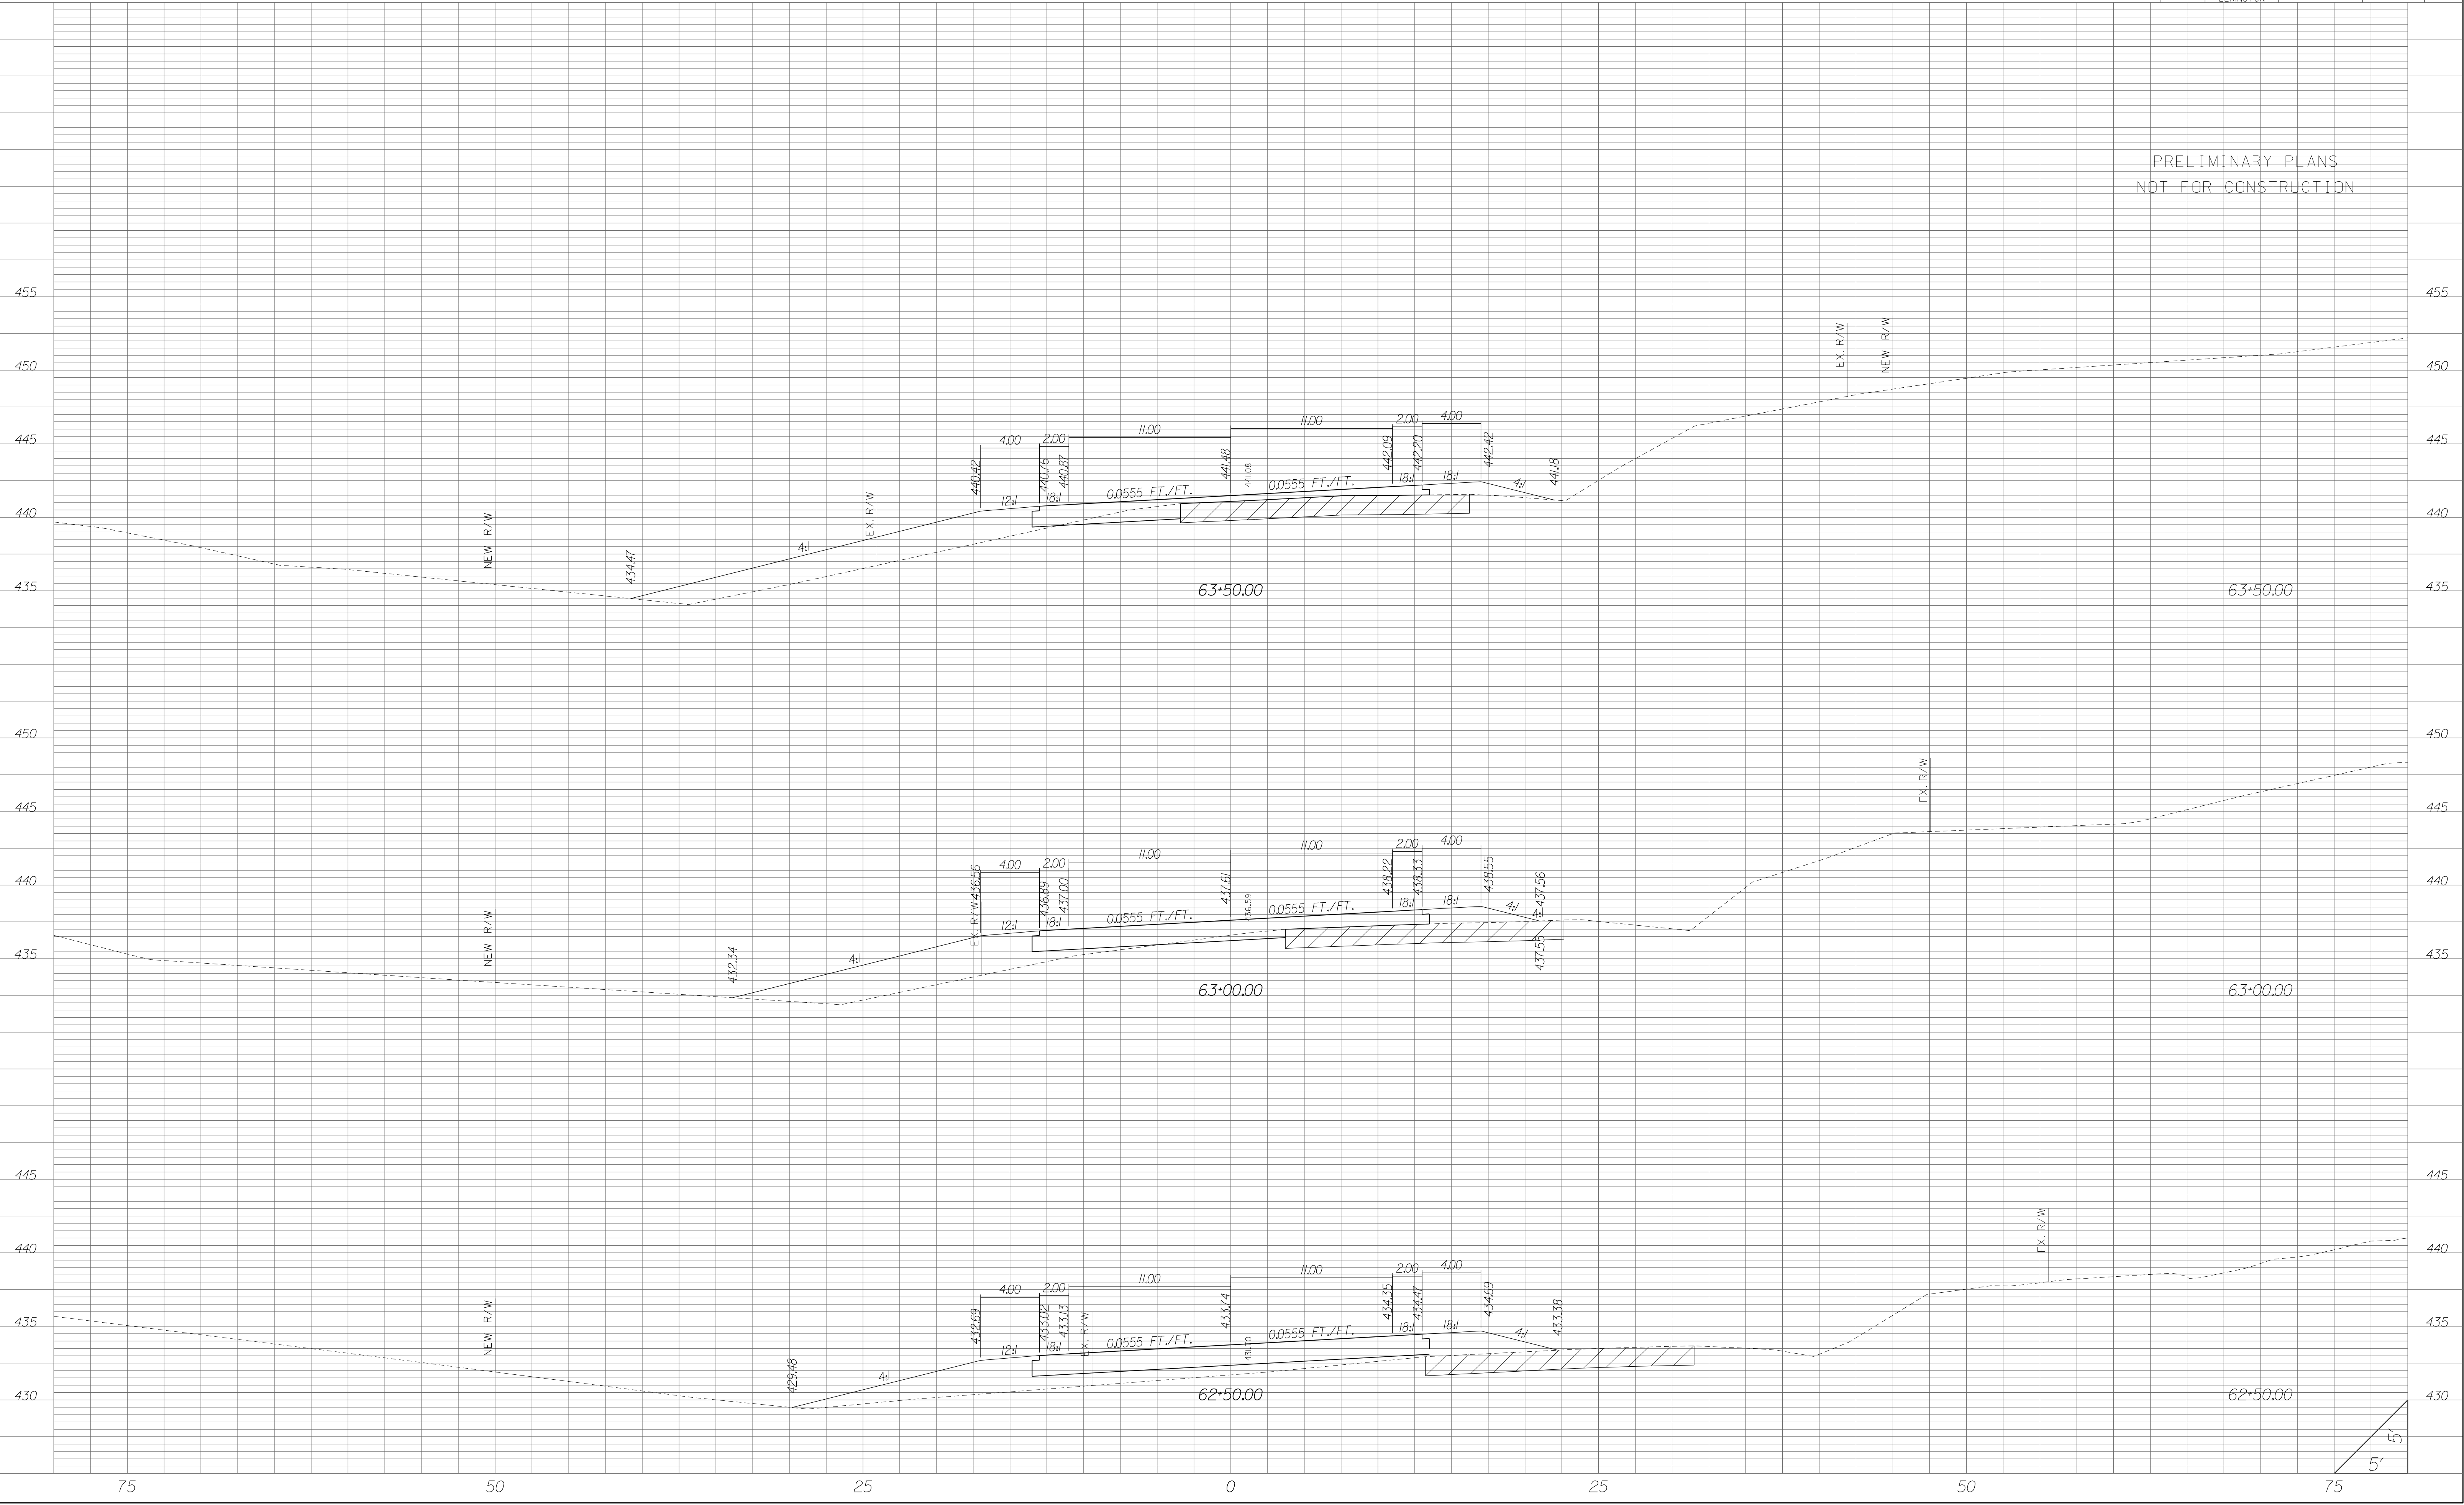 PRELIMINARY PLANS
NOT FOR CONSTRUCTION
455 455
EX. R/W NEW R/W
450 450
4.00 2.00 11.00 11.00 2.00 4.00
445 445
440.42 440.76 440.87 441.48 441.08 442.09 442.20 442.42 441.18
12:1 18:1 0.0555 FT./FT. 0.0555 FT./FT. 18:1 18:1 4:1
440 NEW R/W EX. R/W 440
434.47 4:1
435 63+50.00 63+50.00 435
450 450
EX. R/W
445 445
4.00 2.00 11.00 11.00 2.00 4.00
436.56 436.89 437.00 437.61 436.59 438.22 438.33 438.55 437.56
440 440
NEW R/W EX. R/W 12:1 18:1 0.0555 FT./FT. 0.0555 FT./FT. 18:1 18:1 4:1 4:1
435 432.34 4:1 437.55 435
63+00.00 63+00.00
445 445
440 EX. R/W 440
4.00 2.00 11.00 11.00 2.00 4.00
432.69 433.02 433.13 433.74 431.70 434.35 434.47 434.69 433.38
435 NEW R/W EX. R/W 435
12:1 18:1 0.0555 FT./FT. 0.0555 FT./FT. 18:1 18:1 4:1
429.48 4:1
430 62+50.00 62+50.00 430
5'
5'
75 50 25 0 25 50 75